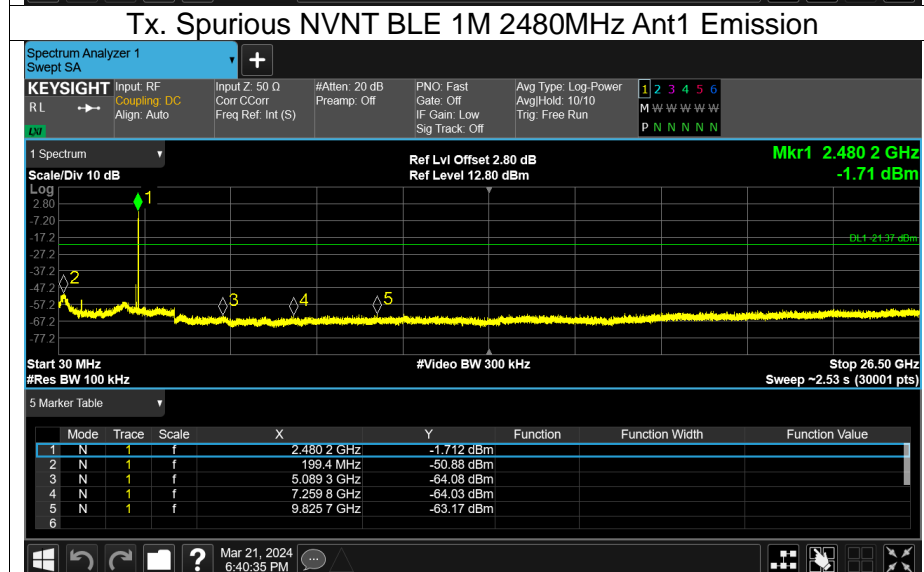 Tx. Spurious NVNT BLE 1M 2480MHz Ant1 Emission
Spectrum Analyzer 1
Swept SA
+
KEYSIGHT Input: RF Input Z: 50 Ω #Atten: 20 dB PNO: Fast Avg Type: Log-Power 1 2 3 4 5 6
R L Coupling: DC Corr CCorr Preamp: Off Gate: Off Avg|Hold: 10/10 M W W W W W
Align: Auto Freq Ref: Int (S) IF Gain: Low Trig: Free Run
LXI Sig Track: Off P N N N N N
1 Spectrum Ref Lvl Offset 2.80 dB Mkr1 2.480 2 GHz
Scale/Div 10 dB Ref Level 12.80 dBm -1.71 dBm
Log
2.80
-7.20
-17.2
-27.2
-37.2
-47.2
-57.2
-67.2
-77.2
1
2
3
4
5
DL1 -21.37 dBm
Start 30 MHz #Video BW 300 kHz Stop 26.50 GHz
#Res BW 100 kHz Sweep ~2.53 s (30001 pts)
5 Marker Table
Mode Trace Scale X Y Function Function Width Function Value
1 N 1 f 2.480 2 GHz -1.712 dBm
2 N 1 f 199.4 MHz -50.88 dBm
3 N 1 f 5.089 3 GHz -64.08 dBm
4 N 1 f 7.259 8 GHz -64.03 dBm
5 N 1 f 9.825 7 GHz -63.17 dBm
6
? Mar 21, 2024
6:40:35 PM